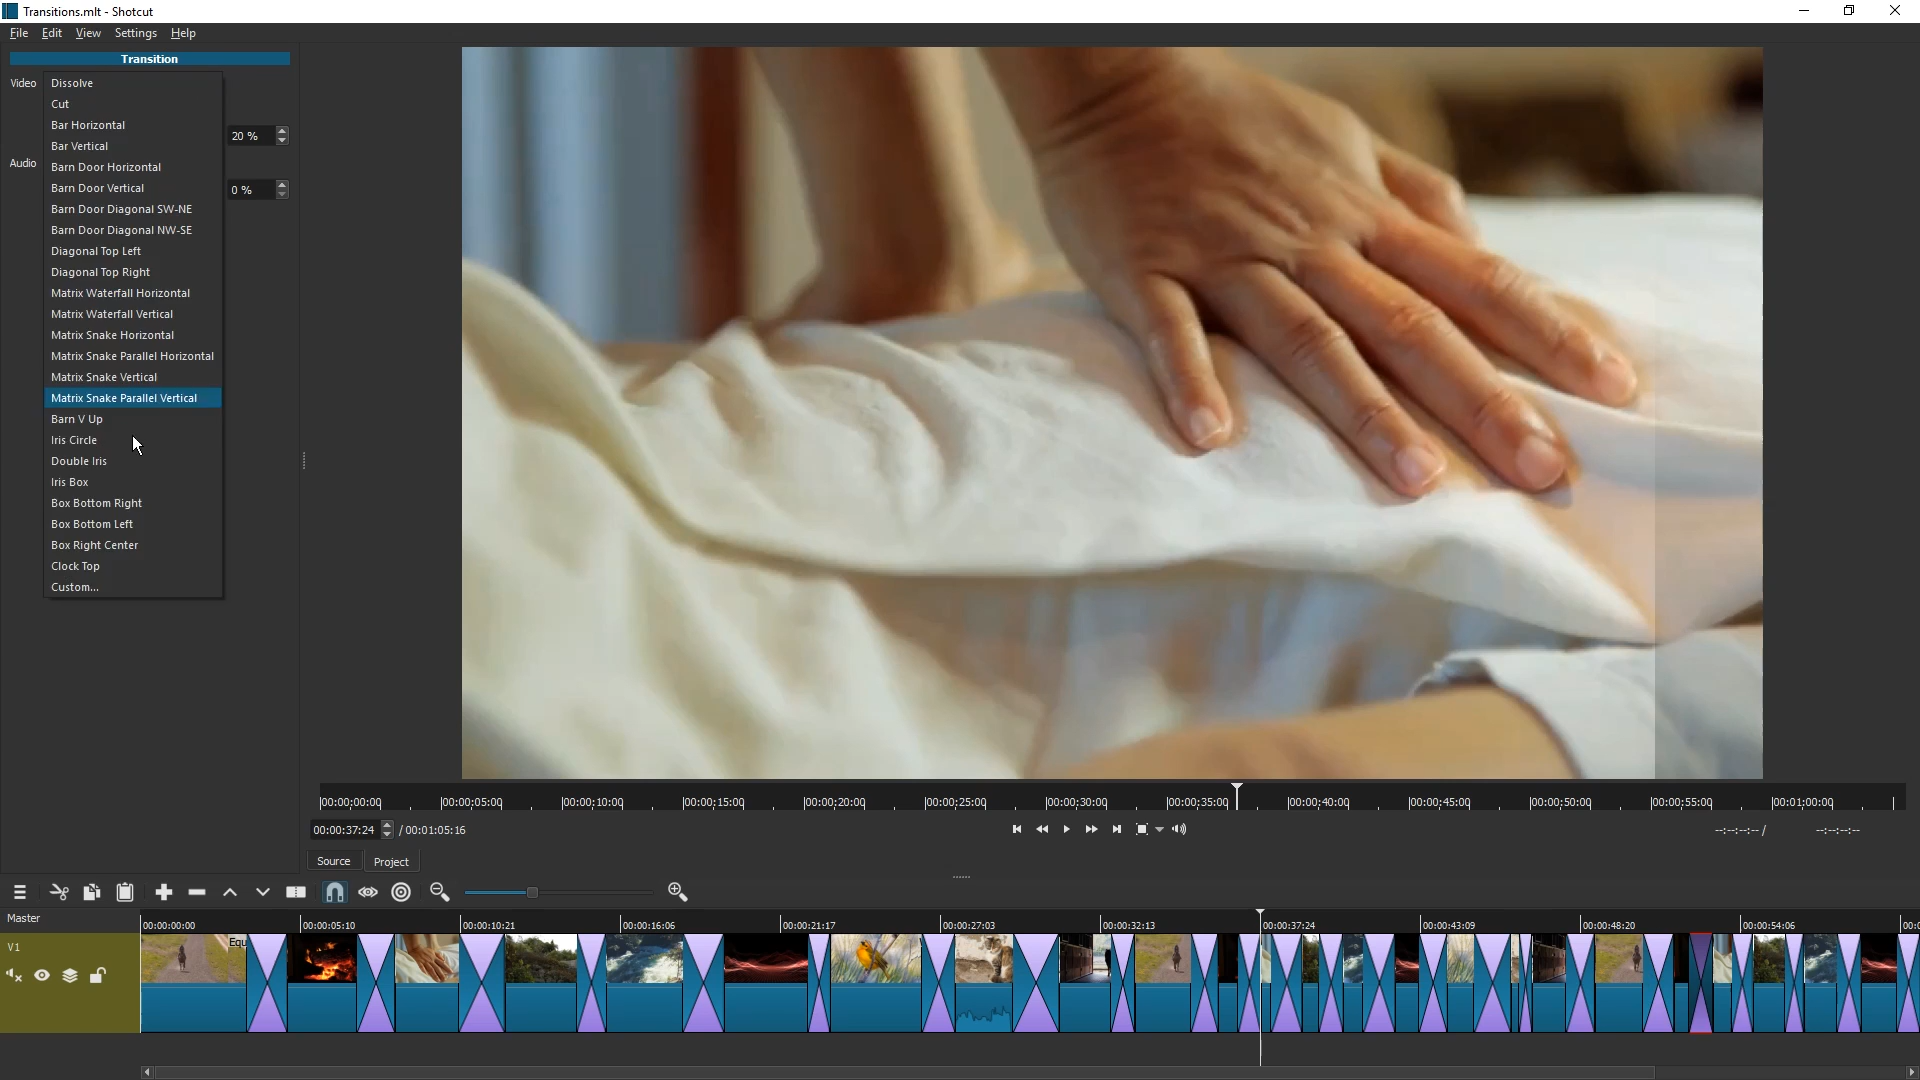 Transitions.mlt - Shotcut
File Edit View Settings Help
Transition
Video
Dissolve
Cut
Bar Horizontal
20 %
Bar Vertical
Audio
Barn Door Horizontal
Barn Door Vertical
0 %
Barn Door Diagonal SW-NE
Barn Door Diagonal NW-SE
Diagonal Top Left
Diagonal Top Right
Matrix Waterfall Horizontal
Matrix Waterfall Vertical
Matrix Snake Horizontal
Matrix Snake Parallel Horizontal
Matrix Snake Vertical
Matrix Snake Parallel Vertical
Barn V Up
Iris Circle
Double Iris
Iris Box
Box Bottom Right
Box Bottom Left
Box Right Center
Clock Top
Custom...
00:00;00:00 00:00;05:00 00:00;10:00 00:00;15:00 00:00;20:00 00:00;25:00 00:00;30:00 00:00;35:00 00:00;40:00 00:00;45:00 00:00;50:00 00:00;55:00 00:01;00:00
00:00:37:24 / 00:01:05:16 --:--:--:-- / --:--:--:--
Source Project
Master
00:00:00:00 00:00:05:10 00:00:10:21 00:00:16:06 00:00:21:17 00:00:27:03 00:00:32:13 00:00:37:24 00:00:43:09 00:00:48:20 00:00:54:06 00:0
V1
Equ